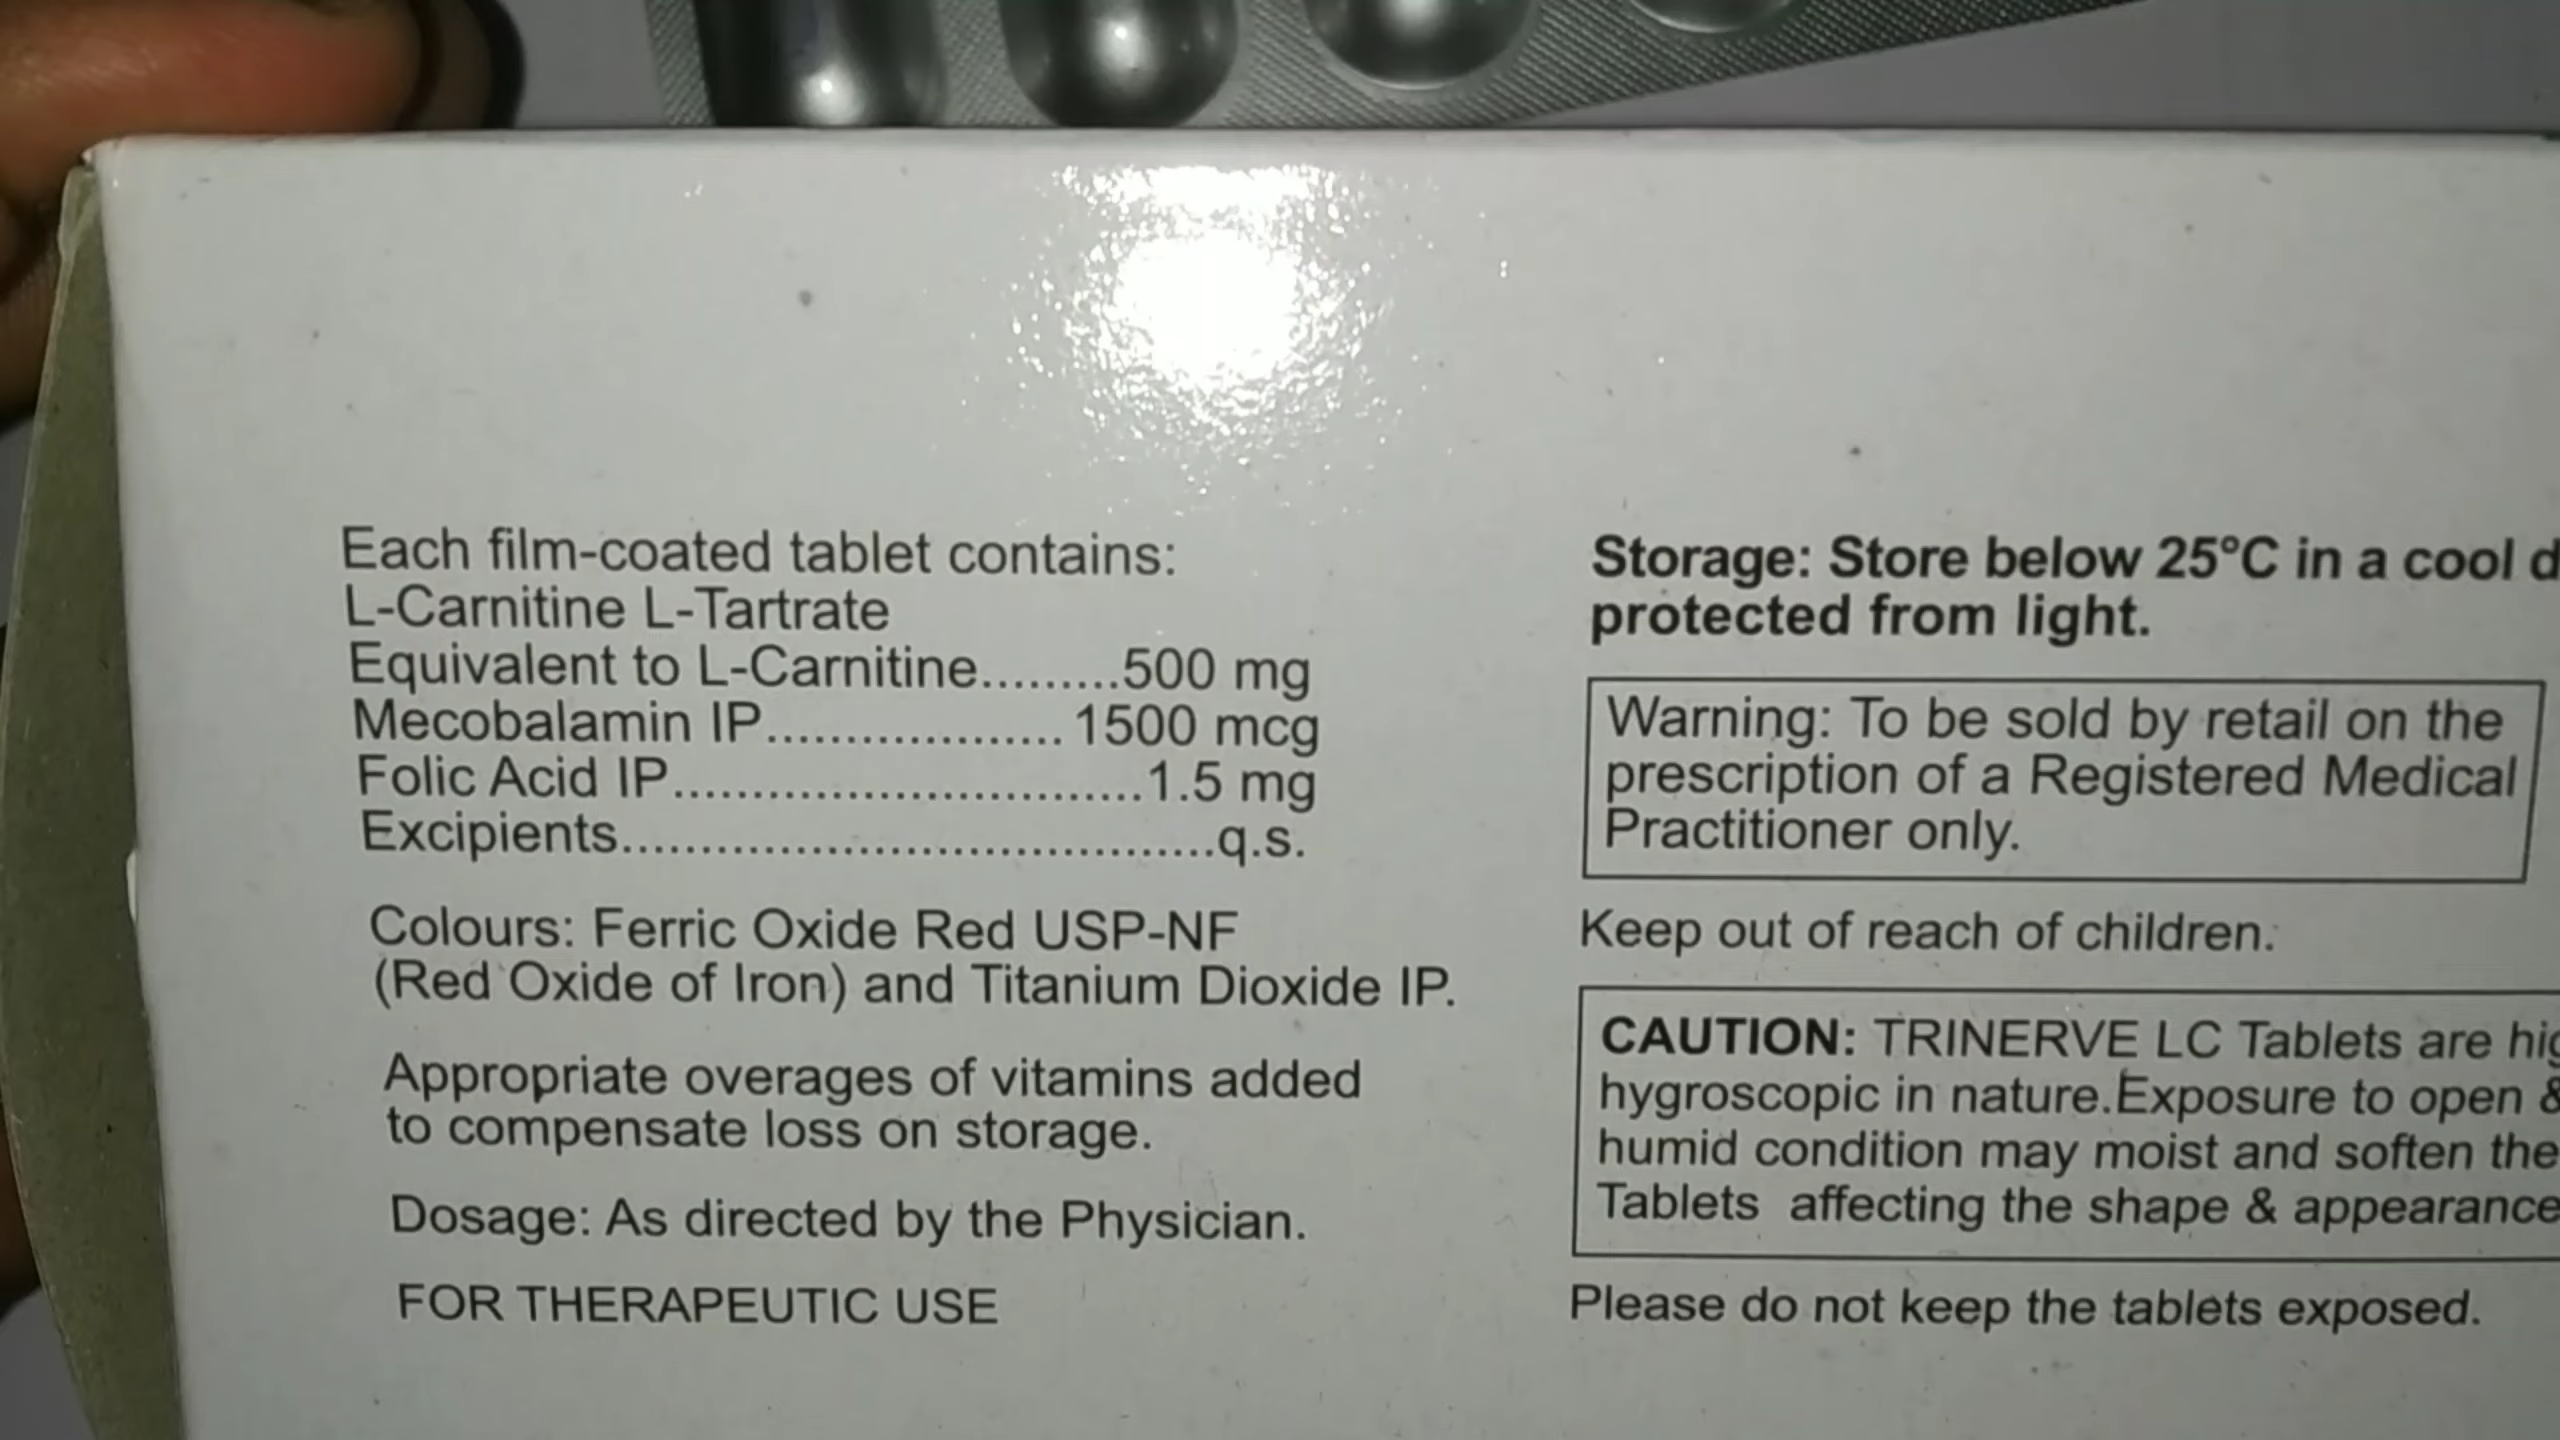 Each film-coated tablet contains:
L-Carnitine L-Tartrate
Equivalent to L-Carnitine.........500 mg
Mecobalamin IP................... 1500 mcg
Folic Acid IP..............................1.5 mg
Excipients......................................q.s.
Colours: Ferric Oxide Red USP-NF
(Red Oxide of Iron) and Titanium Dioxide IP.
Appropriate overages of vitamins added
to compensate loss on storage.
Dosage: As directed by the Physician.
FOR THERAPEUTIC USE
Storage: Store below 25°C in a cool
protected from light.
Warning: To be sold by retail on the
prescription of a Registered Medical
Practitioner only.
Keep out of reach of children.
CAUTION: TRINERVE LC Tablets are
hygroscopic in nature.Exposure to open &
humid condition may moist and soften the
Tablets affecting the shape & appearance
Please do not keep the tablets exposed.